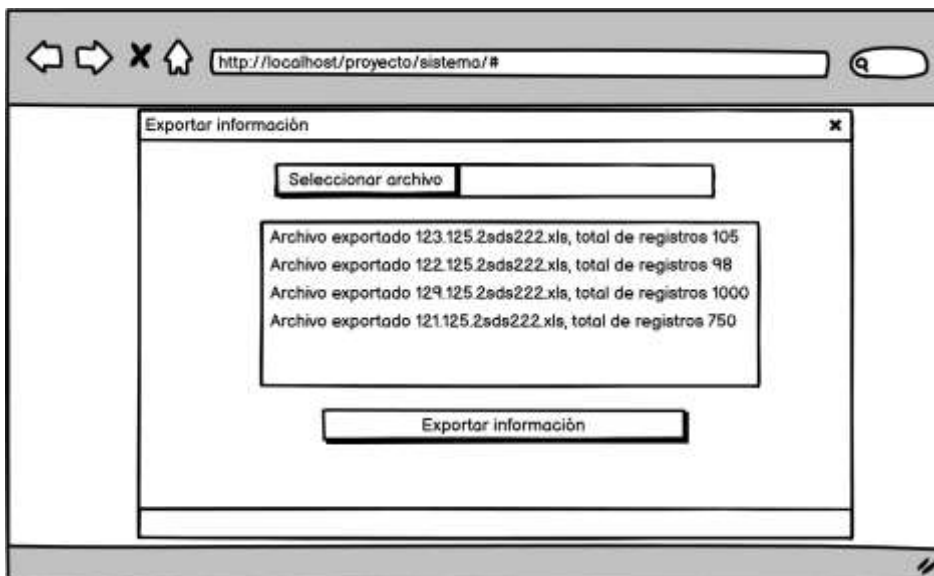 http://localhost/proyecto/sistema/#
Exportar información
Seleccionar archivo
Archivo exportado 123.125.2sds222.xls, total de registros 105
Archivo exportado 122.125.2sds222.xls, total de registros 98
Archivo exportado 129.125.2sds222.xls, total de registros 1000
Archivo exportado 121.125.2sds222.xls, total de registros 750
Exportar información